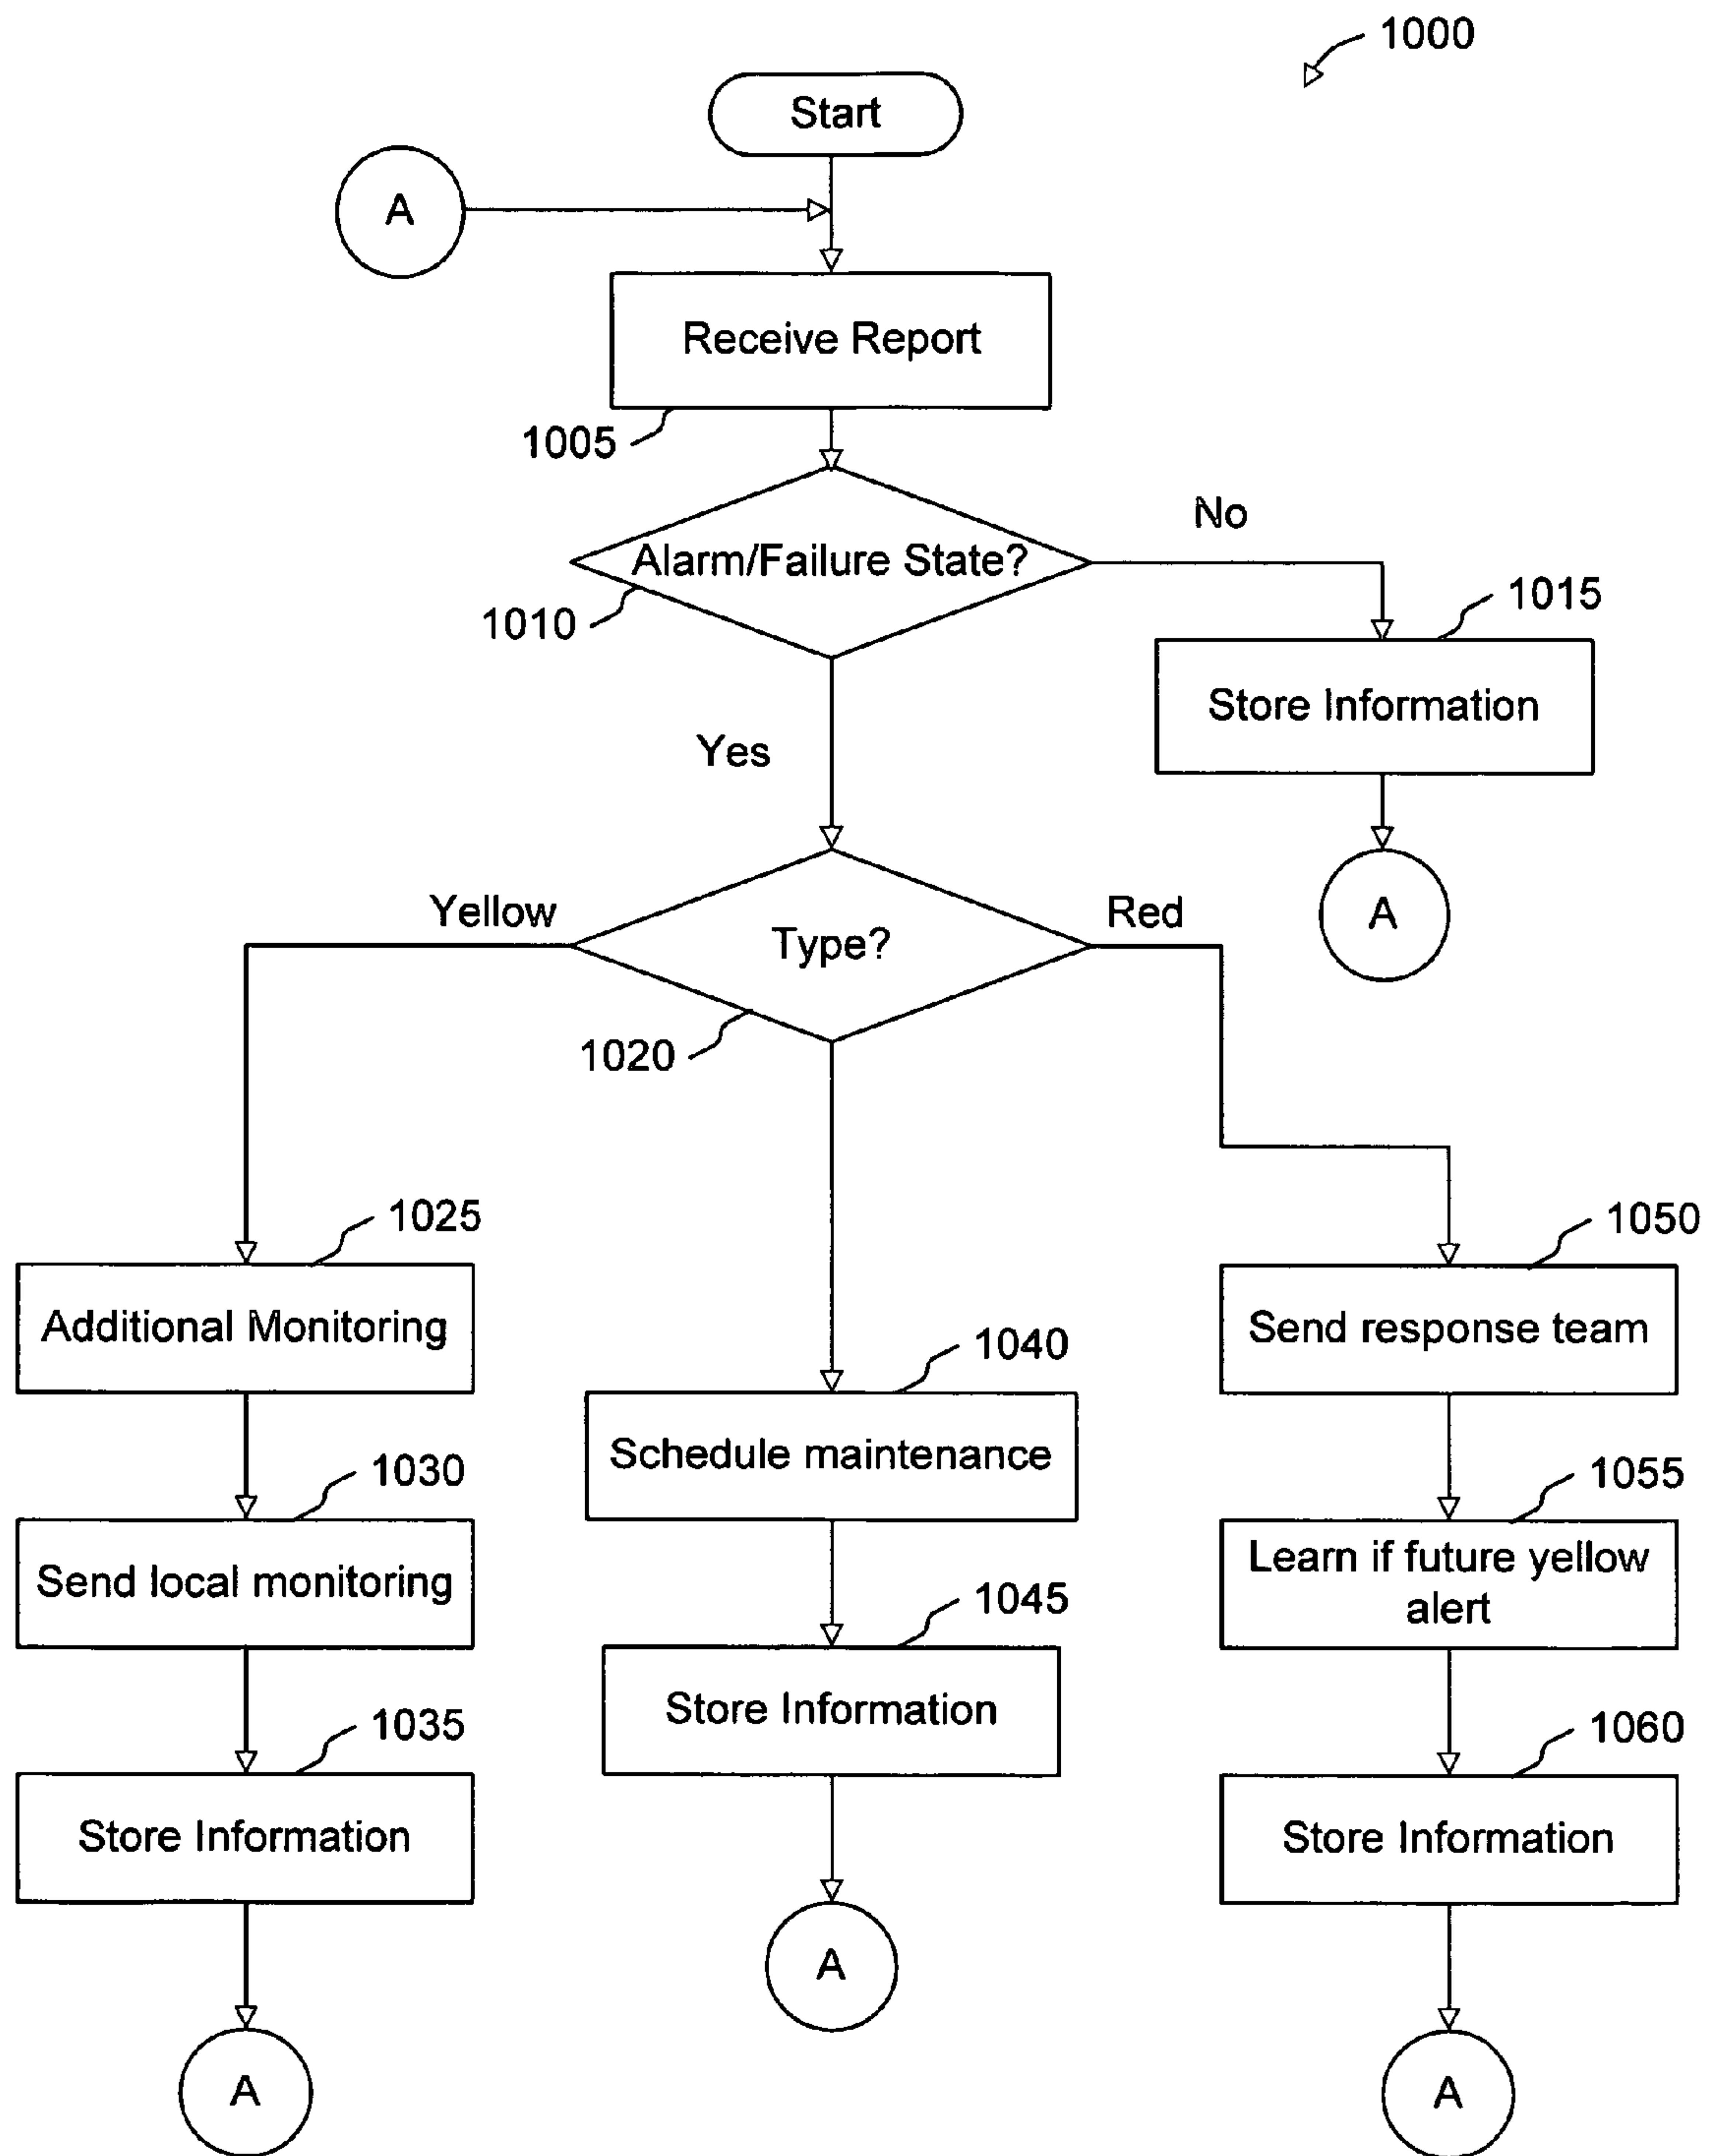 1000
Start
A
Receive Report
1005
Alarm/Failure State?
No
1010
1015
Store Information
Yes
A
Yellow
Red
Type?
1020
1025
1050
Additional Monitoring
Send response team
1040
Schedule maintenance
1030
1055
Send local monitoring
Learn if future yellow
alert
1045
Store Information
1035
1060
Store Information
Store Information
A
A
A